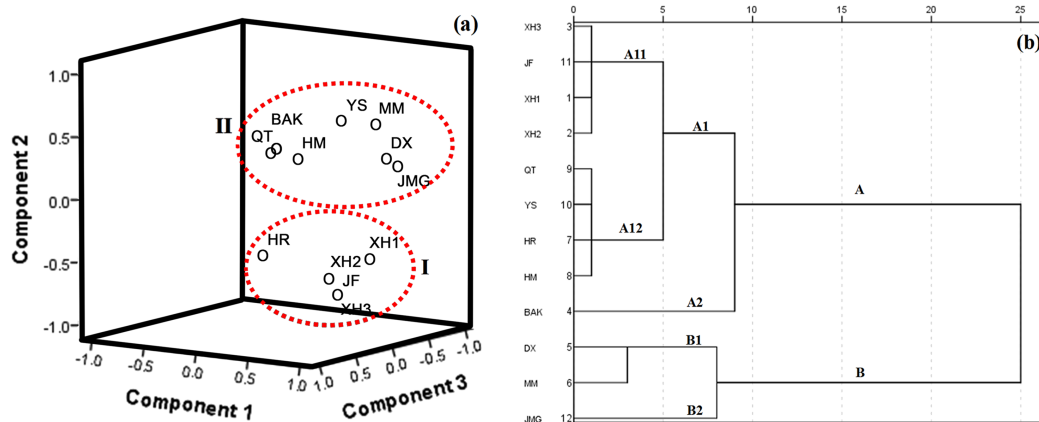 (a)
1.0
0.5
0.0
-0.5
-1.0
Component 2
II
QT
BAK
HM
YS
MM
DX
JMG
I
HR
XH2
XH1
JF
XH3
-1.0
-0.5
0.0
0.5
1.0
Component 1
1.0
0.5
0.0
-0.5
-1.0
Component 3
(b)
0 5 10 15 20 25
XH3 3
JF 11
XH1 1
XH2 2
QT 9
YS 10
HR 7
HM 8
BAK 4
DX 5
MM 6
JMG 12
A11
A1
A
A12
A2
B1
B
B2